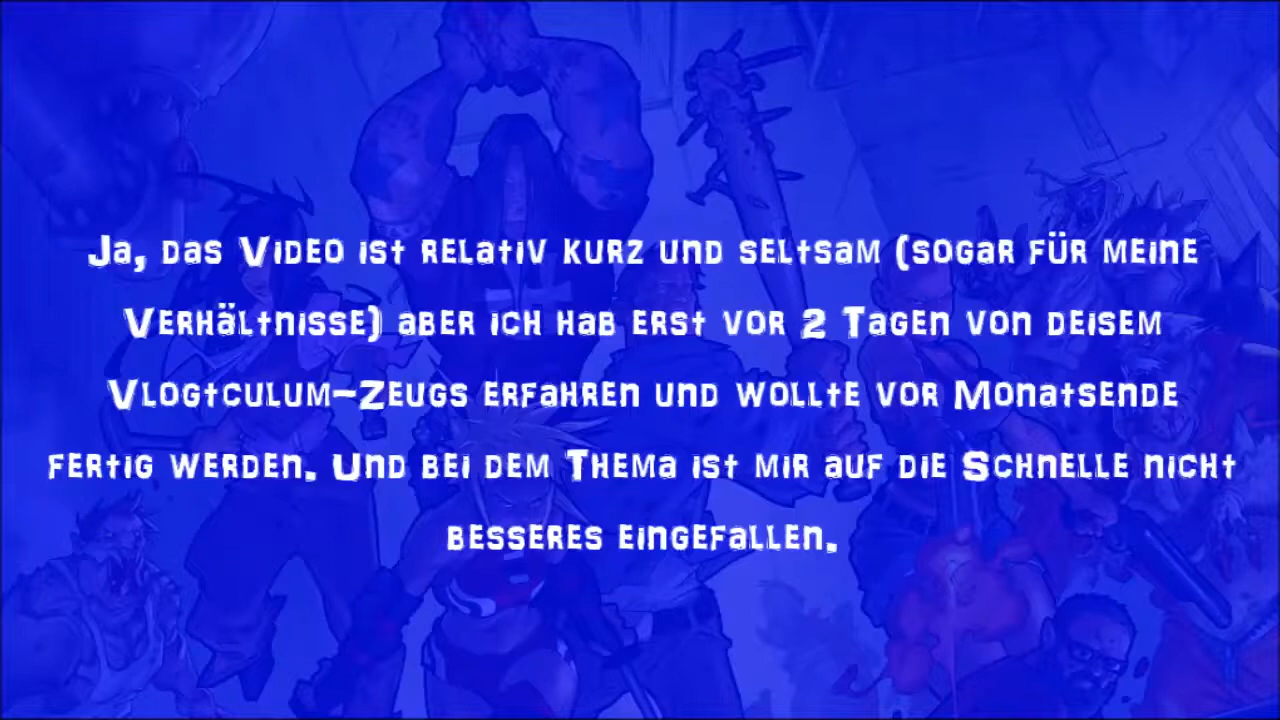 Ja, das Video ist relativ kurz und seltsam (sogar für meine
Verhältnisse) aber ich hab erst vor 2 Tagen von deisem
Vlogtculum-Zeugs erfahren und wollte vor Monatsende
fertig werden. Und bei dem Thema ist mir auf die Schnelle nicht
besseres eingefallen.